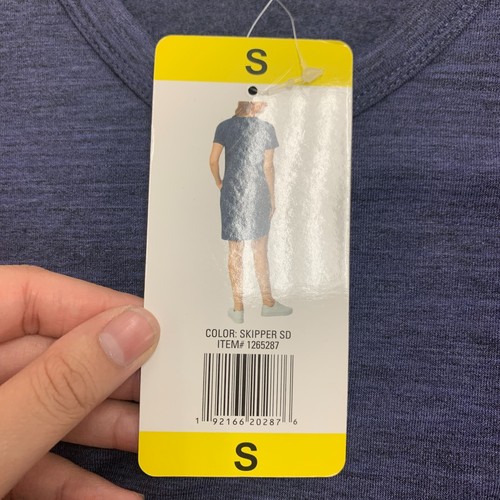 S
COLOR: SKIPPER SD
ITEM# 1265287
1 92166 20287 6
S